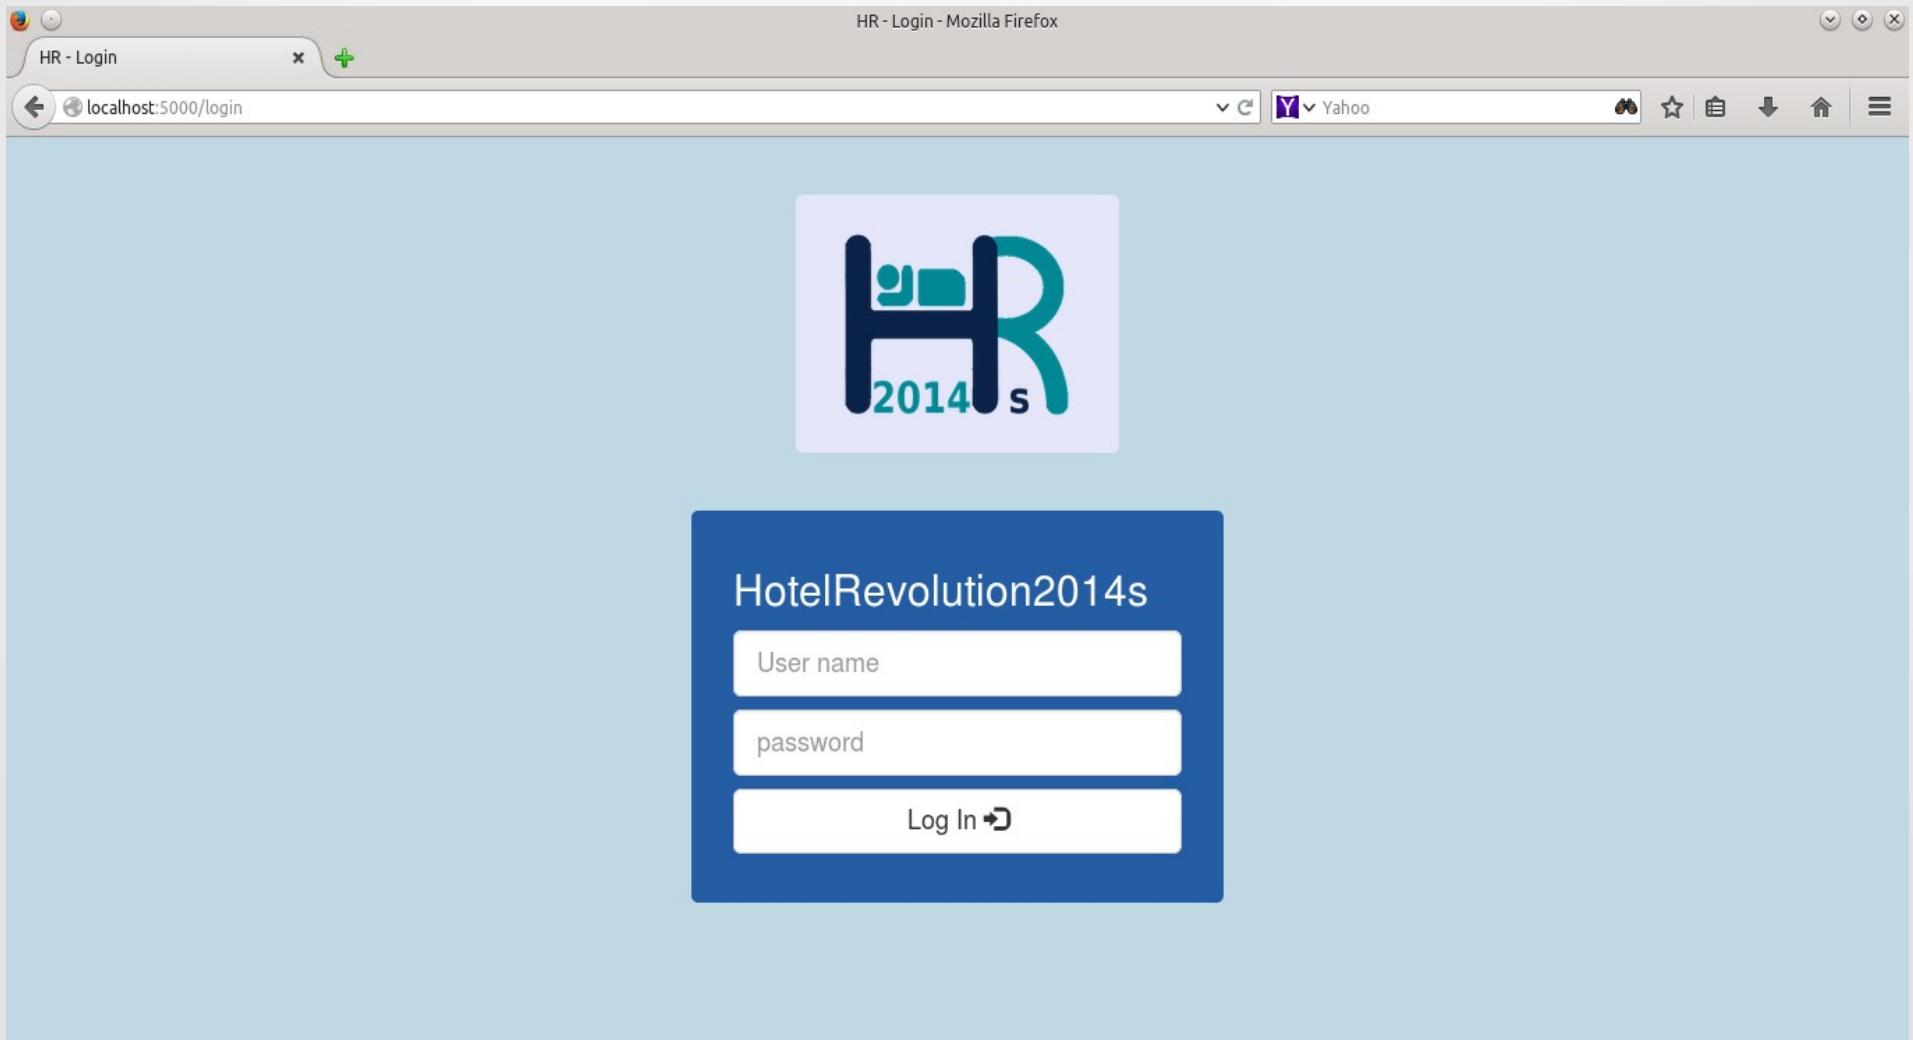 HR - Login - Mozilla Firefox
HR - Login
localhost:5000/login
Yahoo
HR
2014 s
HotelRevolution2014s
User name
password
Log In